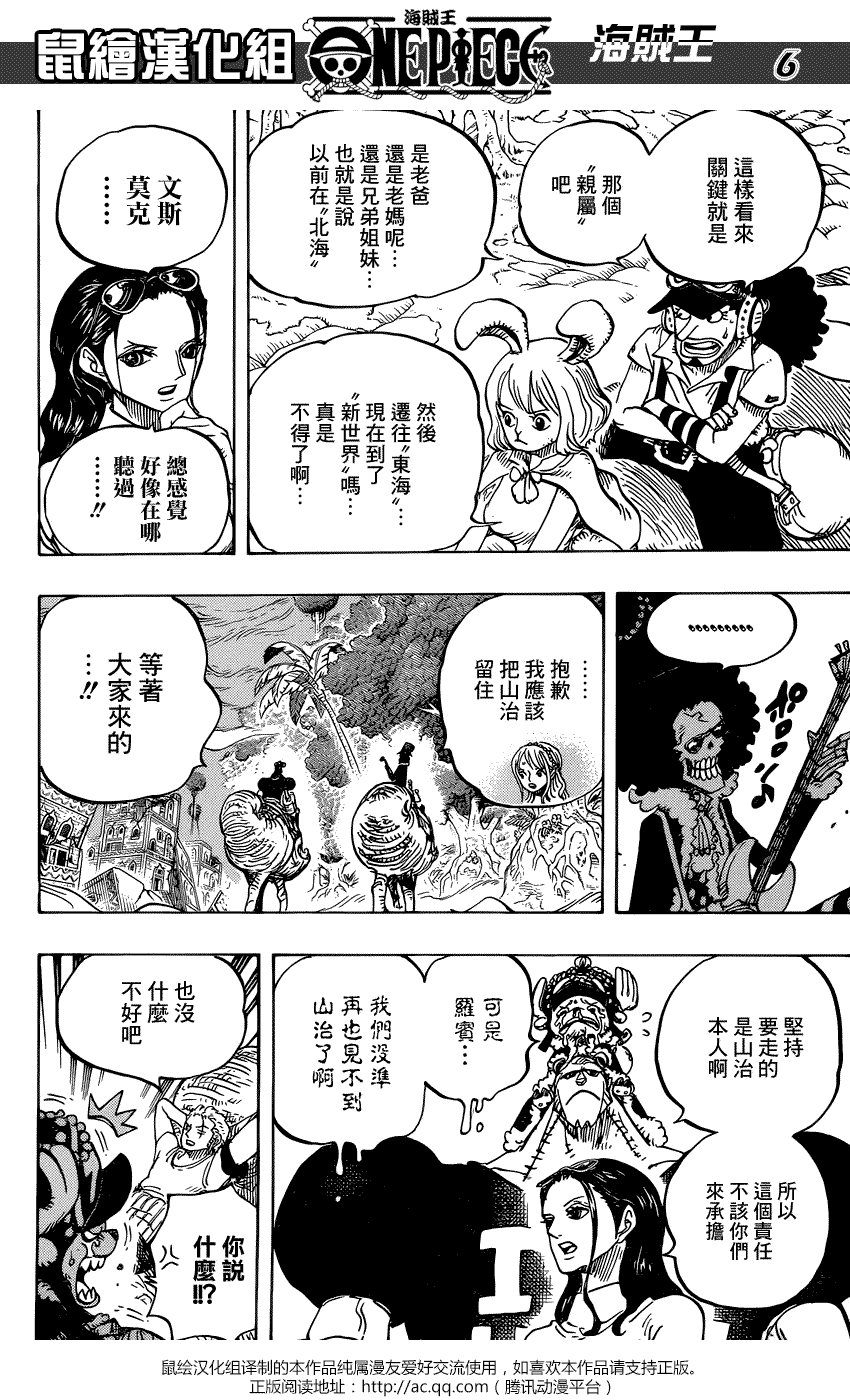 鼠繪漢化組
海賊王
ONE PIECE
海賊王
6
這樣看來
關鍵就是
那個
〝親屬〞
吧
是老爸
還是老媽呢…
還是兄弟姐妹…
也就是說
以前在〝北海〞
然後
遷往〝東海〞…
現在到了
〝新世界〞嗎…
真是
不得了啊…
文斯
莫克
……
總感覺
好像在哪
聽過
……!!
…………
ポロロン♪
……
抱歉
我應該
把山治
留住
等著
大家來的
…!!
堅持
要走的
是山治
本人啊
所以
這個責任
不該你們
來承擔
可是
羅賓…
我們沒準
再也見不到
山治了啊
也沒
什麼
不好吧
你說
什麼!!?
鼠绘汉化组译制的本作品纯属漫友爱好交流使用，如喜欢本作品请支持正版。
正版阅读地址：http://ac.qq.com（腾讯动漫平台）